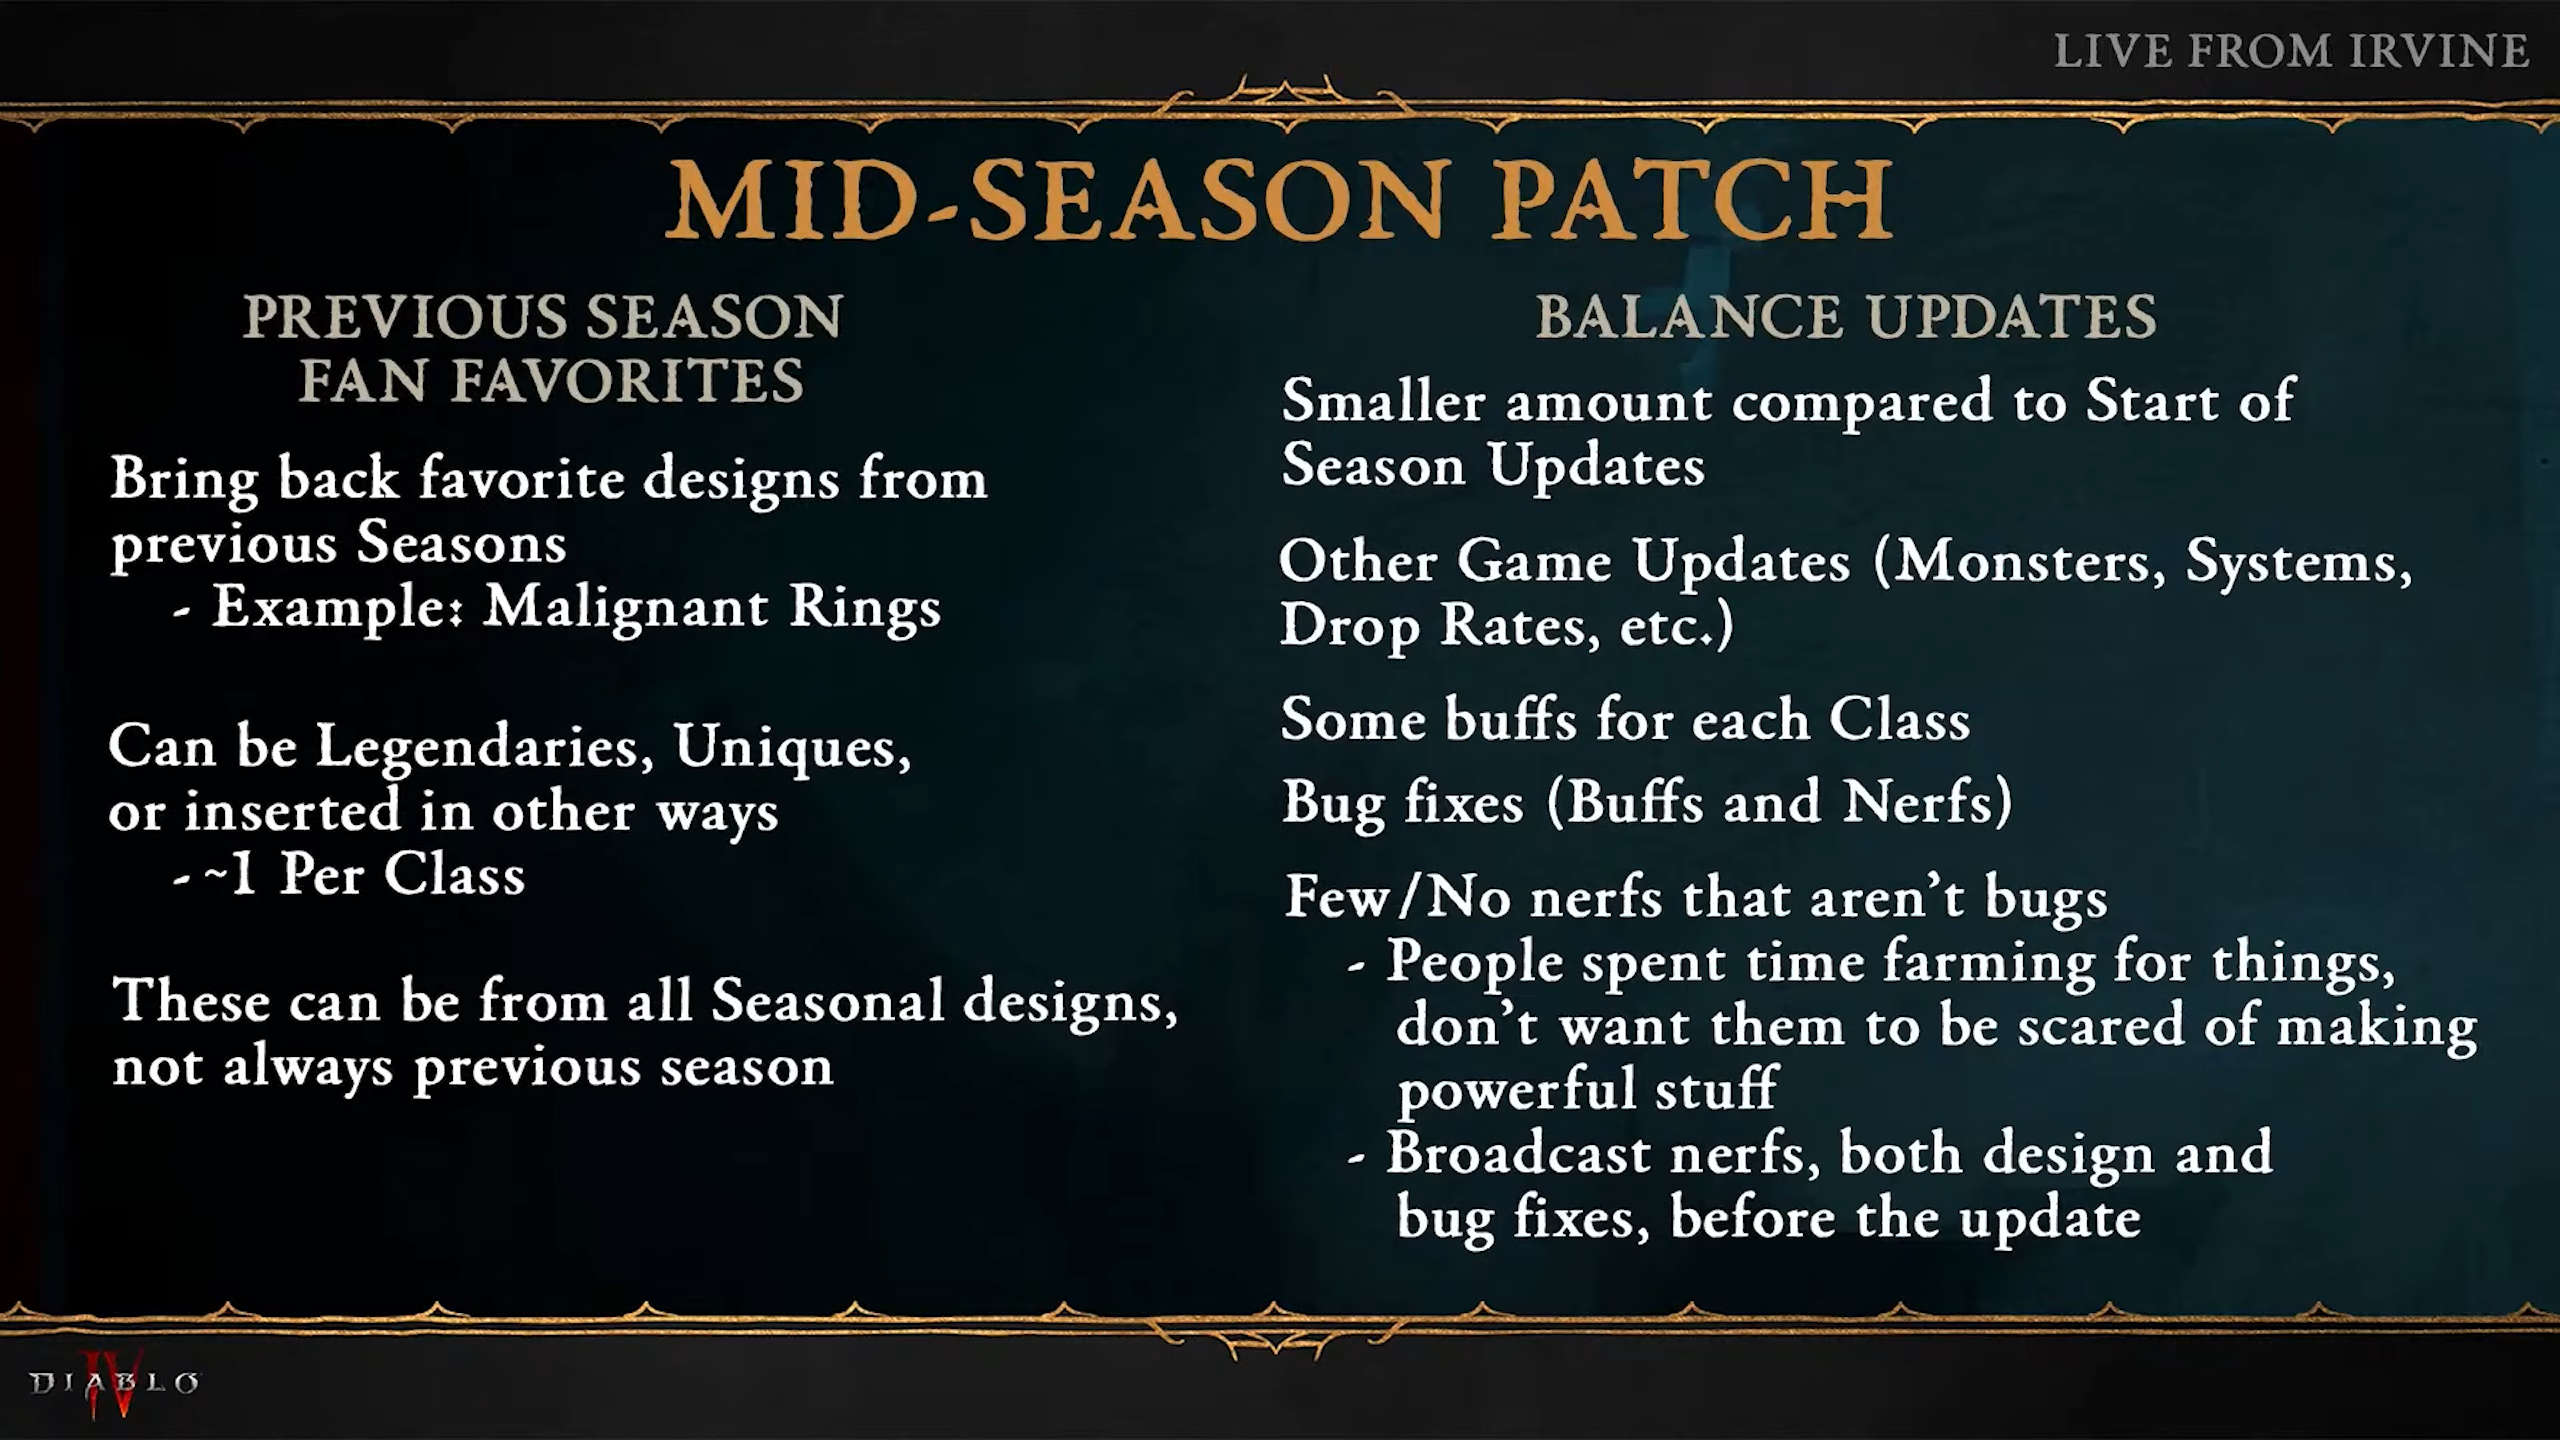 LIVE FROM IRVINE
MID-SEASON PATCH
PREVIOUS SEASON
FAN FAVORITES
Bring back favorite designs from
previous Seasons
- Example: Malignant Rings
Can be Legendaries, Uniques,
or inserted in other ways
- ~1 Per Class
These can be from all Seasonal designs,
not always previous season
BALANCE UPDATES
Smaller amount compared to Start of
Season Updates
Other Game Updates (Monsters, Systems,
Drop Rates, etc.)
Some buffs for each Class
Bug fixes (Buffs and Nerfs)
Few/No nerfs that aren't bugs
- People spent time farming for things,
don't want them to be scared of making
powerful stuff
- Broadcast nerfs, both design and
bug fixes, before the update
DIABLO IV